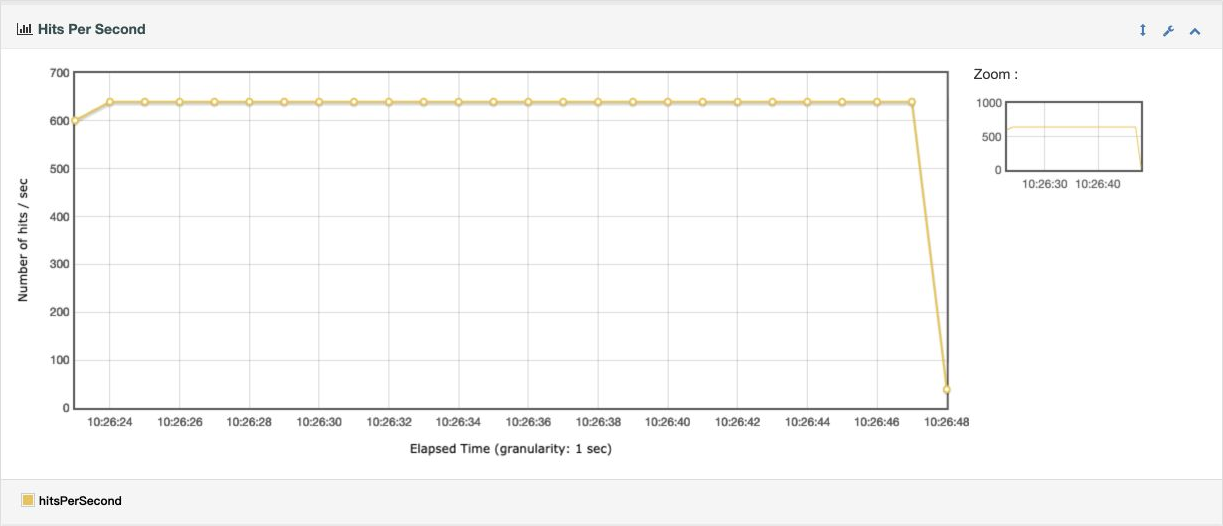 Hits Per Second
Zoom :
700
600
500
400
300
200
100
0
Number of hits / sec
10:26:24 10:26:26 10:26:28 10:26:30 10:26:32 10:26:34 10:26:36 10:26:38 10:26:40 10:26:42 10:26:44 10:26:46 10:26:48
Elapsed Time (granularity: 1 sec)
1000
500
0
10:26:30 10:26:40
hitsPerSecond